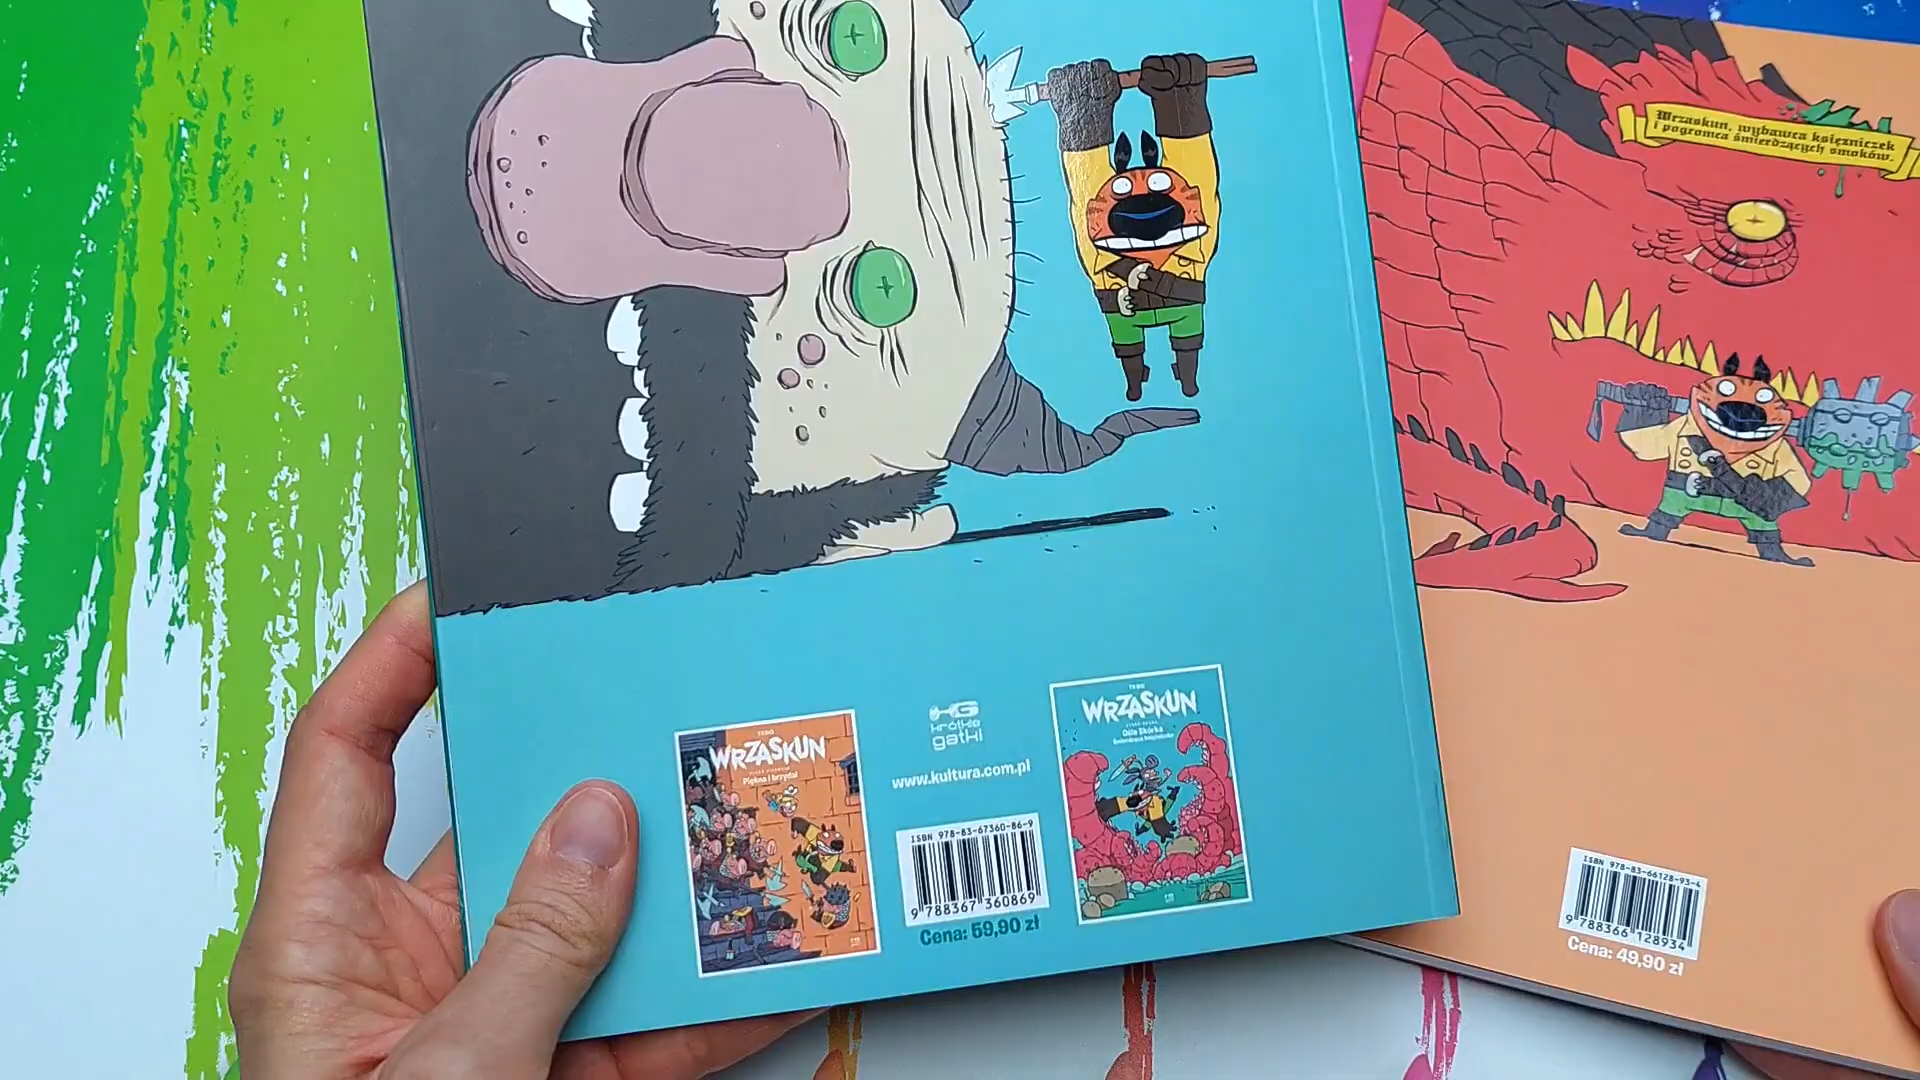 Wrzaskun, wybawca księżniczek
i pogromca śmierdzących smoków.
TEBO
WRZASKUN
Piękna i brzydal
KG
krótkie
gatki
www.kultura.com.pl
ISBN 978-83-67360-86-9
9 788367 360869
Cena: 59,90 zł
TEBO
WRZASKUN
Ośla Skórka
ISBN 978-83-66128-93-4
9 788366 128934
Cena: 49,90 zł